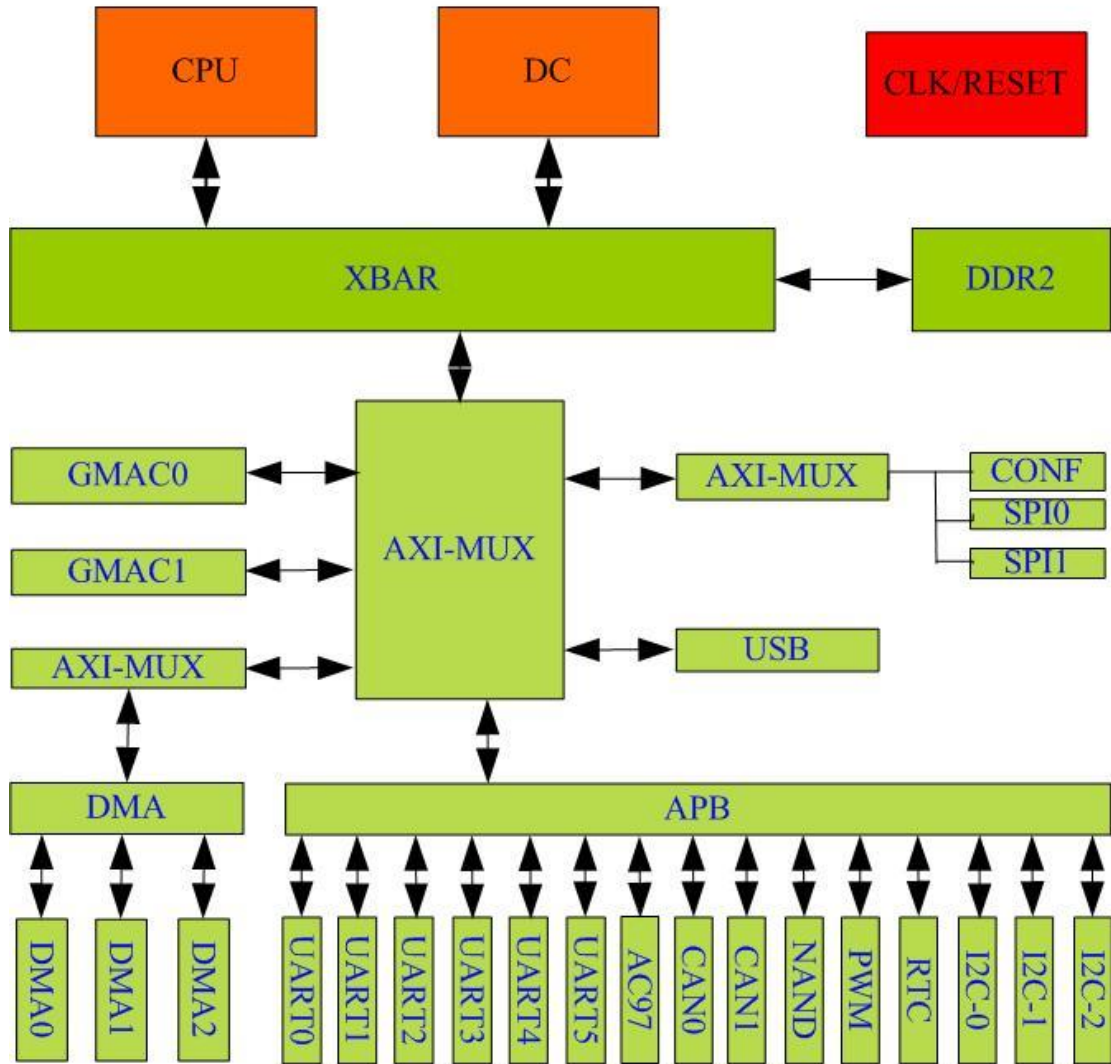 CPU
DC
CLK/RESET
XBAR
DDR2
GMAC0
AXI-MUX
AXI-MUX
CONF
SPI0
GMAC1
SPI1
AXI-MUX
USB
DMA
APB
DMA0
DMA1
DMA2
UART0
UART1
UART2
UART3
UART4
UART5
AC97
CAN0
CAN1
NAND
PWM
RTC
I2C-0
I2C-1
I2C-2